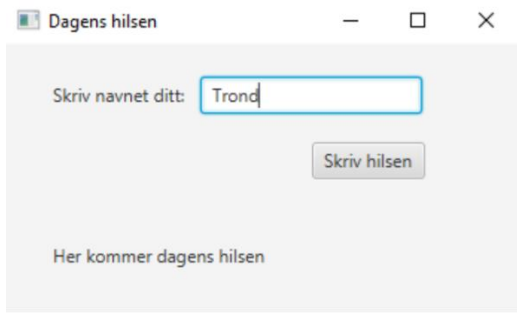 Dagens hilsen
Skriv navnet ditt: Trond
Skriv hilsen
Her kommer dagens hilsen